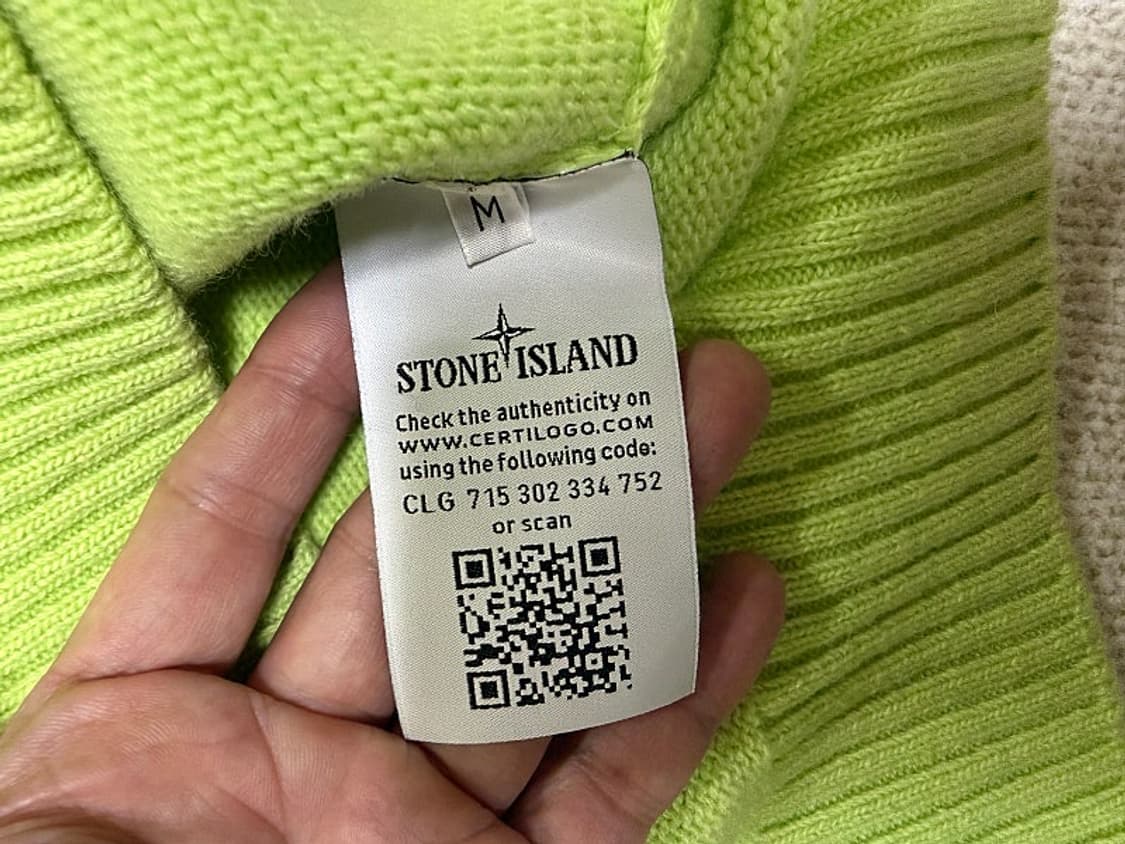 M
STONE ISLAND
Check the authenticity on
WWW.CERTILOGO.COM
using the following code:
CLG 715 302 334 752
or scan